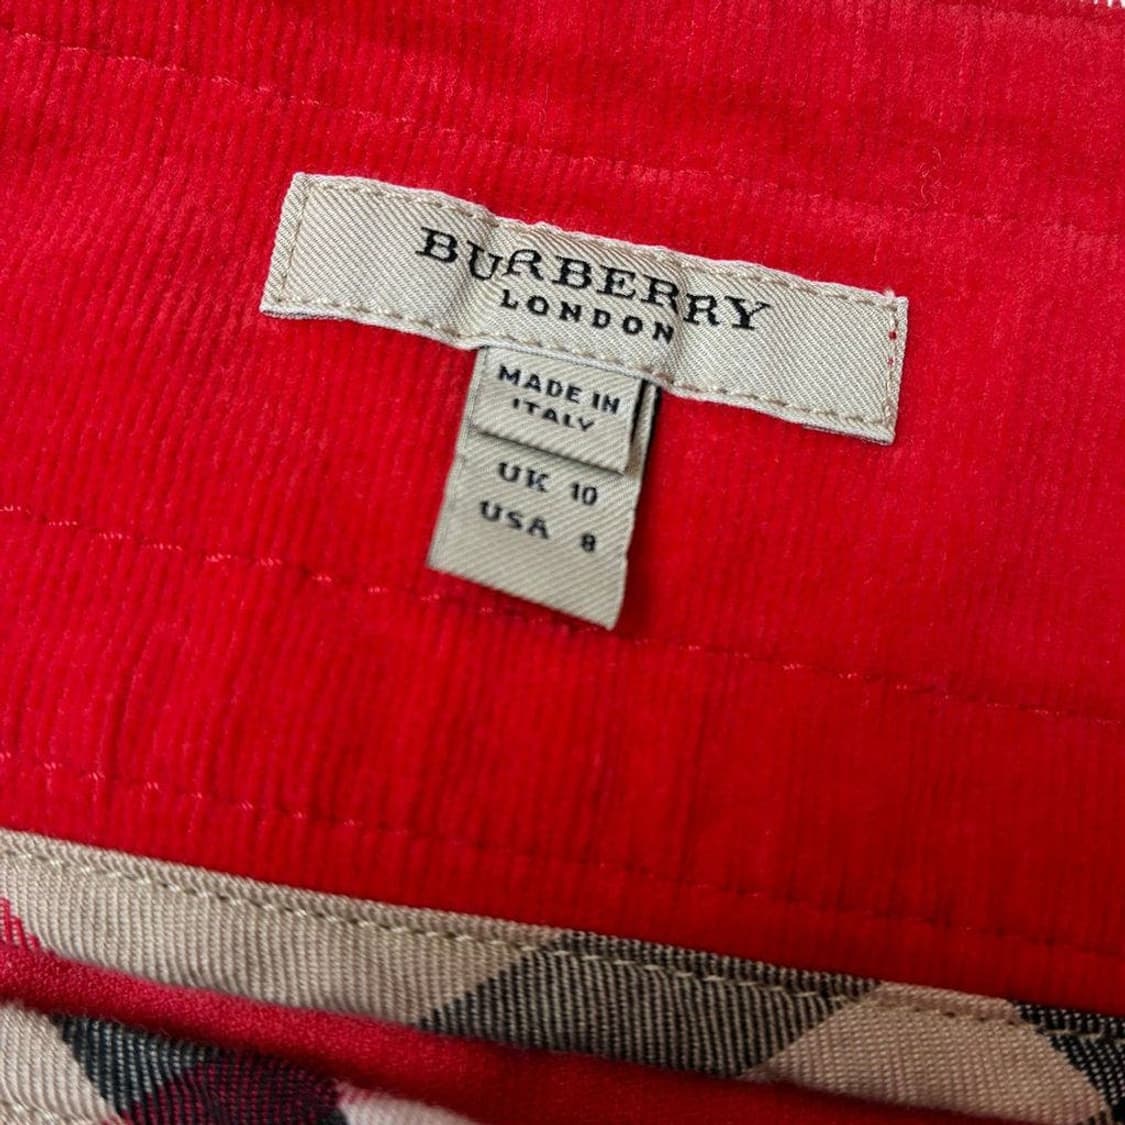 BURBERRY
LONDON
MADE IN
ITALY
UK 10
USA 8